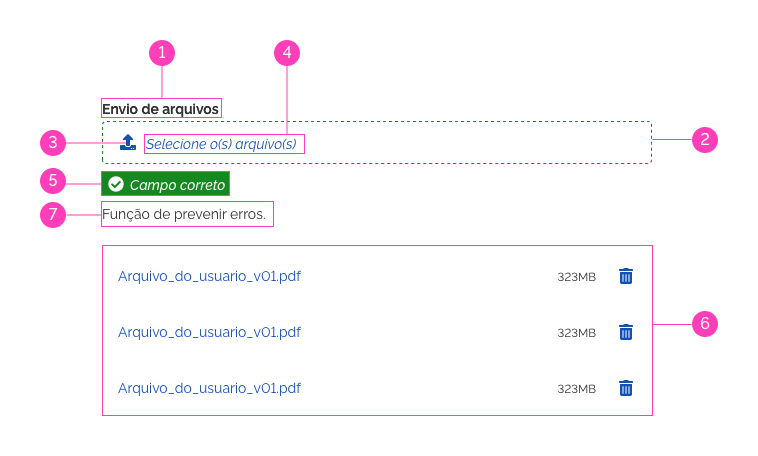 1
4
Envio de arquivos
3
Selecione o(s) arquivo(s)
2
5
Campo correto
7
Função de prevenir erros.
Arquivo_do_usuario_v01.pdf 323MB
Arquivo_do_usuario_v01.pdf 323MB
6
Arquivo_do_usuario_v01.pdf 323MB